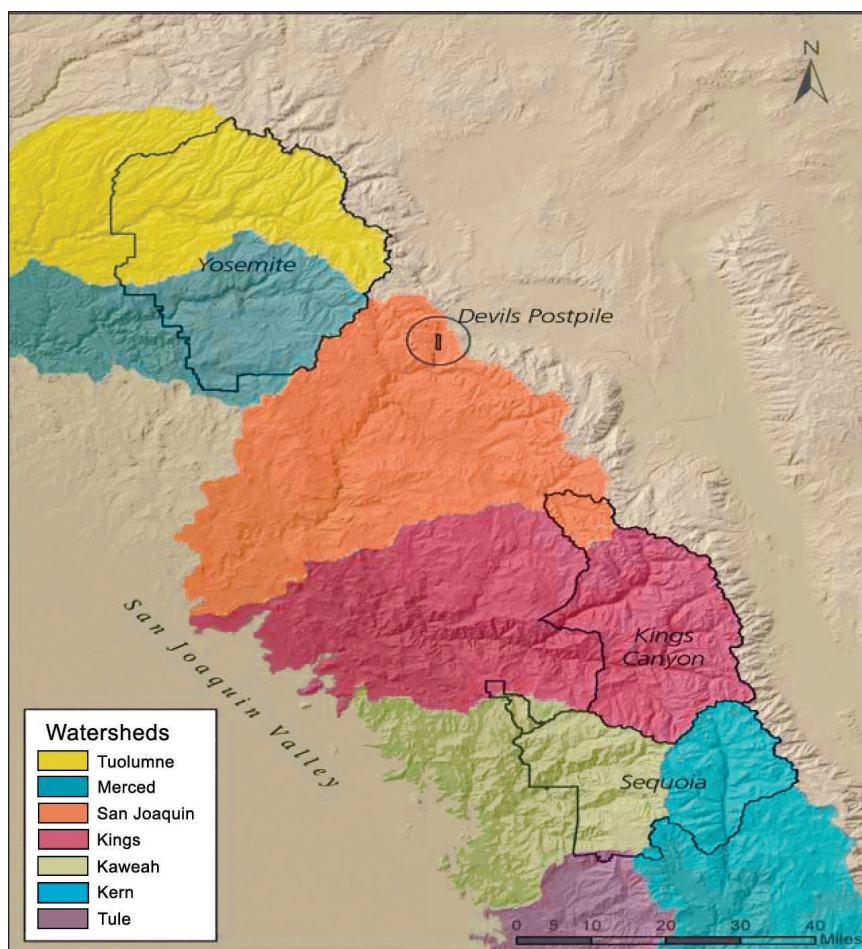 N
Yosemite
Devils Postpile
San Joaquin Valley
Kings
Canyon
Sequoia
Watersheds
Tuolumne
Merced
San Joaquin
Kings
Kaweah
Kern
Tule
0 5 10 20 30 40
Miles